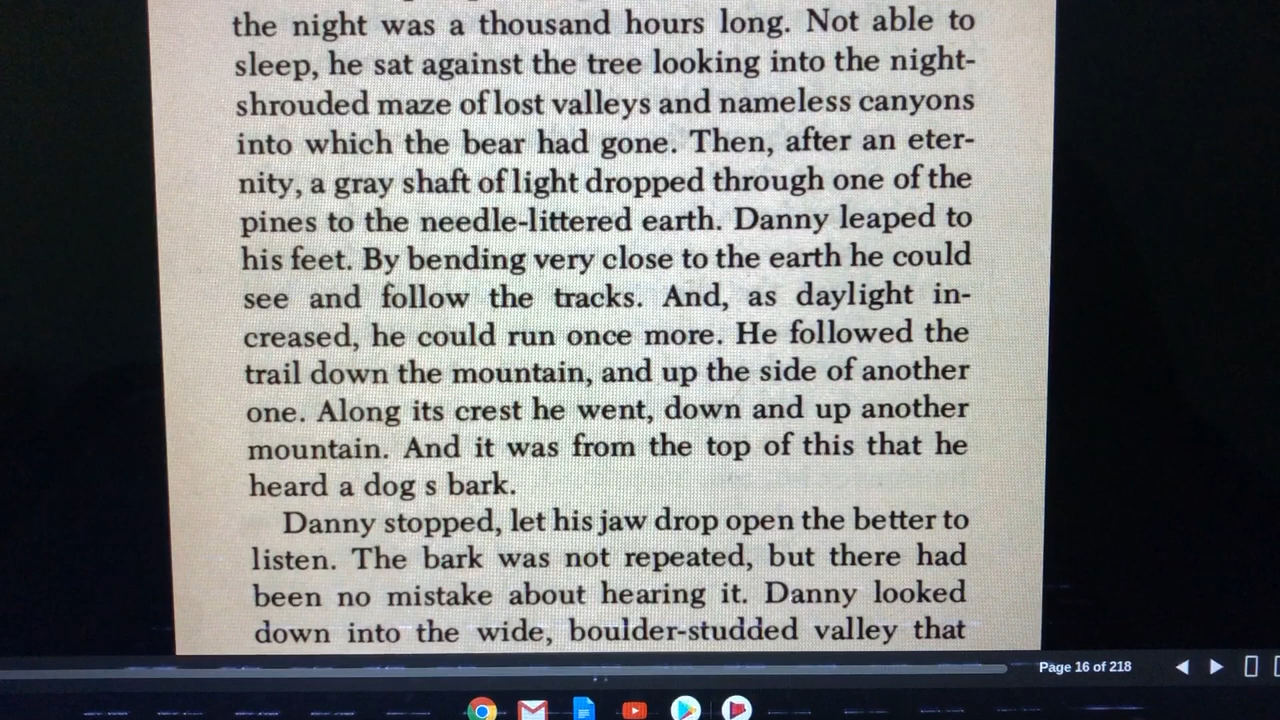 the night was a thousand hours long. Not able to
sleep, he sat against the tree looking into the night-
shrouded maze of lost valleys and nameless canyons
into which the bear had gone. Then, after an eter-
nity, a gray shaft of light dropped through one of the
pines to the needle-littered earth. Danny leaped to
his feet. By bending very close to the earth he could
see and follow the tracks. And, as daylight in-
creased, he could run once more. He followed the
trail down the mountain, and up the side of another
one. Along its crest he went, down and up another
mountain. And it was from the top of this that he
heard a dog s bark.
Danny stopped, let his jaw drop open the better to
listen. The bark was not repeated, but there had
been no mistake about hearing it. Danny looked
down into the wide, boulder-studded valley that
Page 16 of 218